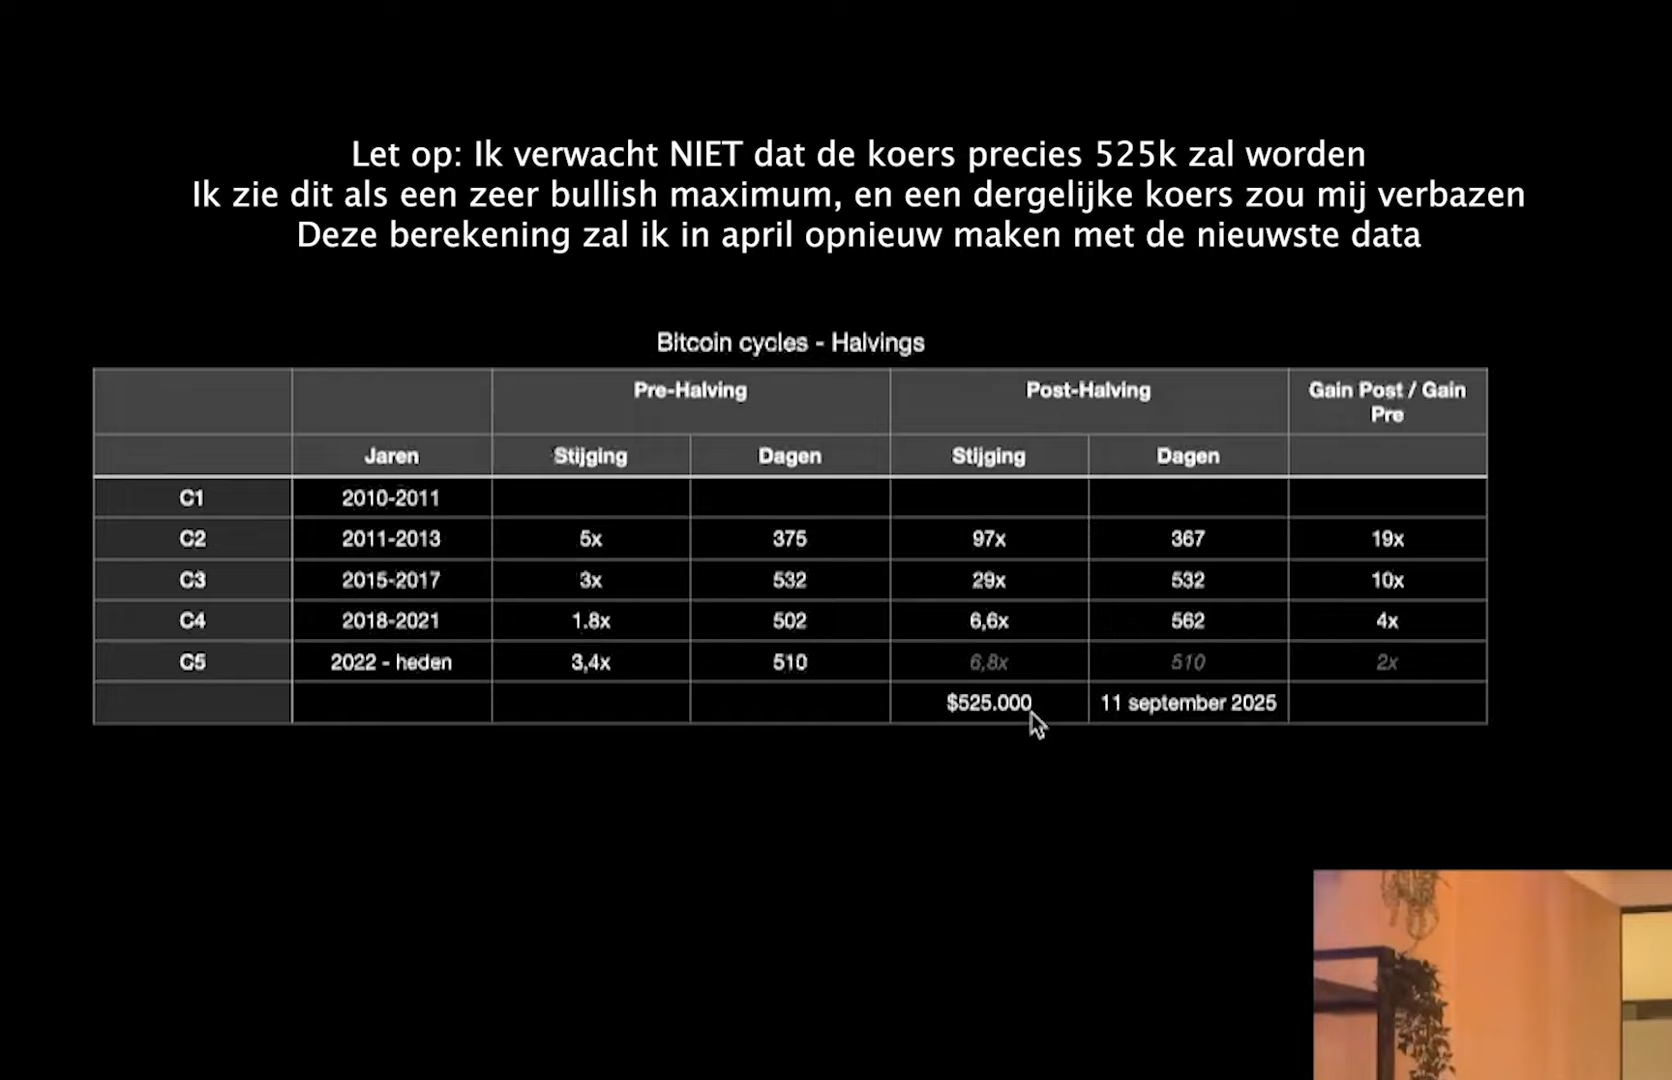 Let op: Ik verwacht NIET dat de koers precies 525k zal worden
Ik zie dit als een zeer bullish maximum, en een dergelijke koers zou mij verbazen
Deze berekening zal ik in april opnieuw maken met de nieuwste data
Bitcoin cycles - Halvings
Pre-Halving Post-Halving Gain Post / Gain
Pre
Jaren Stijging Dagen Stijging Dagen
C1 2010-2011
C2 2011-2013 5x 375 97x 367 19x
C3 2015-2017 3x 532 29x 532 10x
C4 2018-2021 1.8x 502 6,6x 562 4x
C5 2022 - heden 3,4x 510 6,8x 510 2x
$525.000 11 september 2025